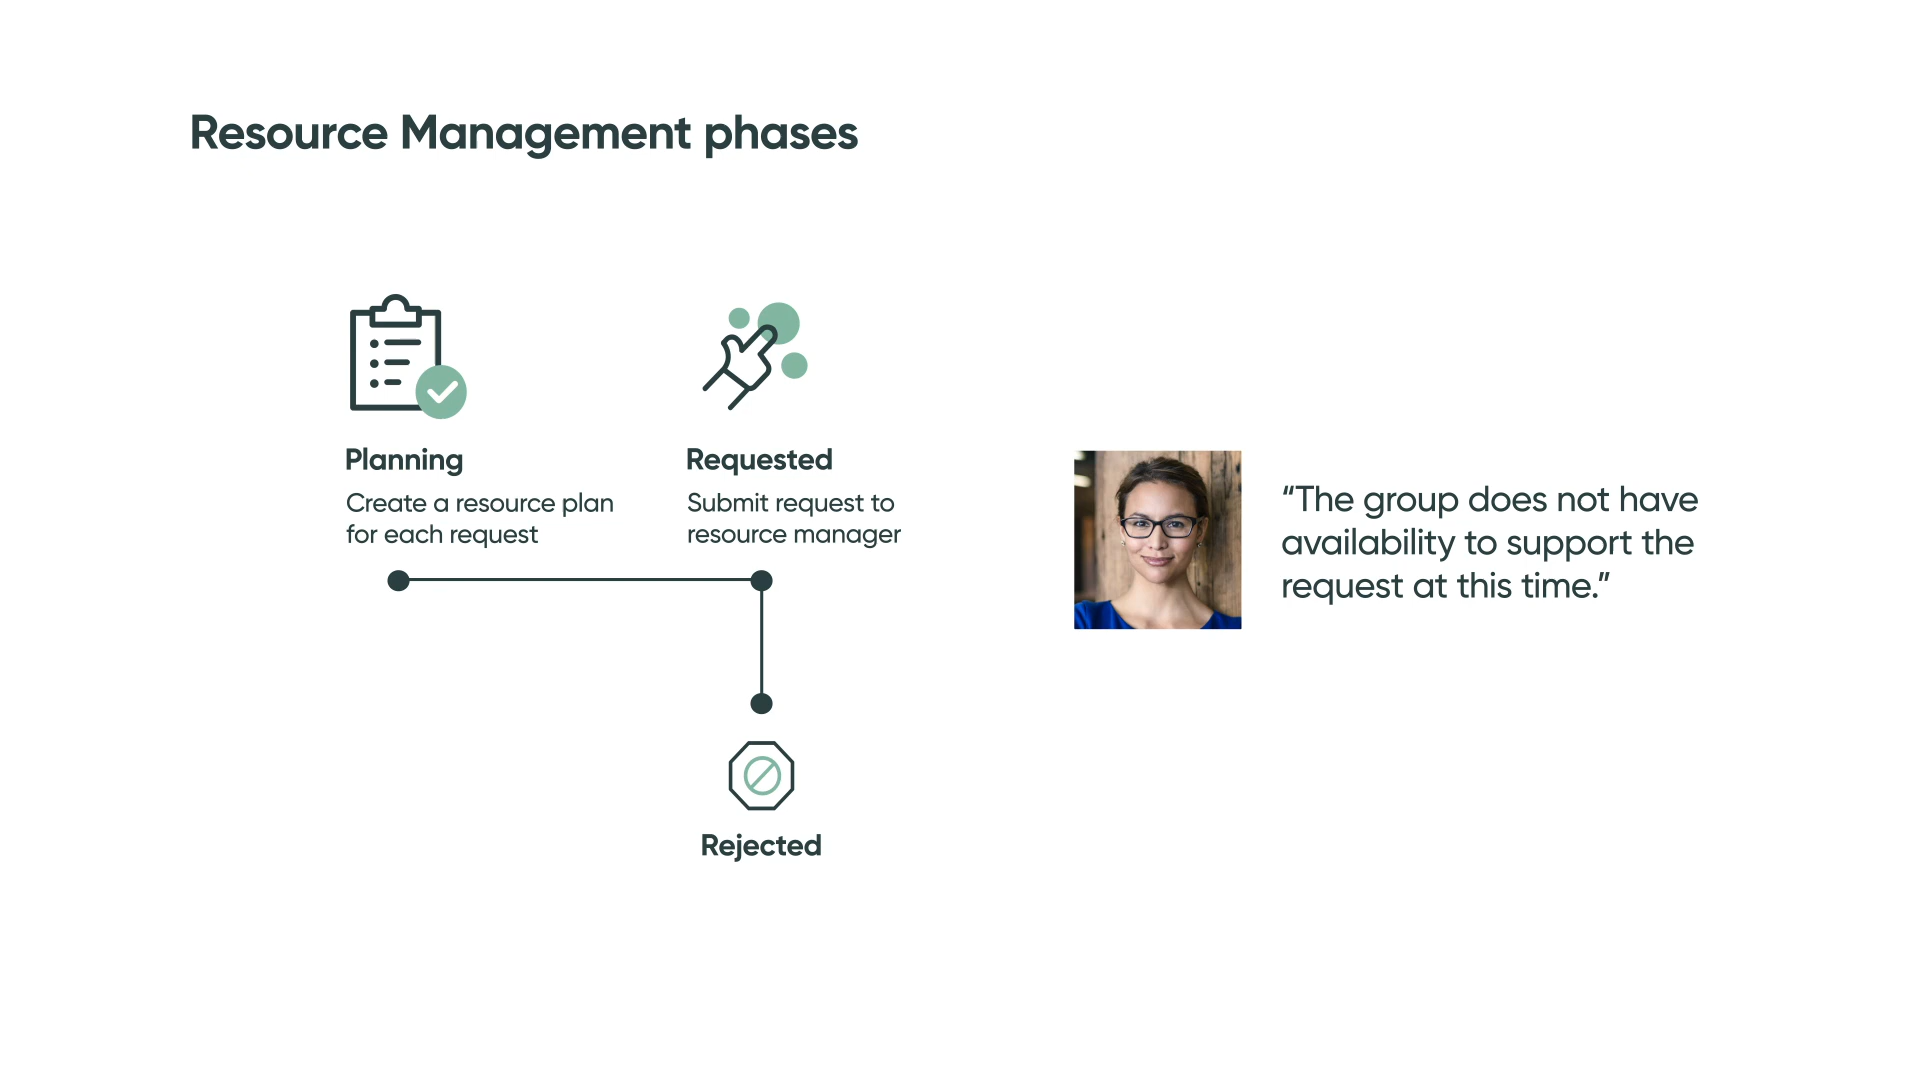 Resource Management phases
Planning
Create a resource plan
for each request
Requested
Submit request to
resource manager
Rejected
“The group does not have
availability to support the
request at this time.”